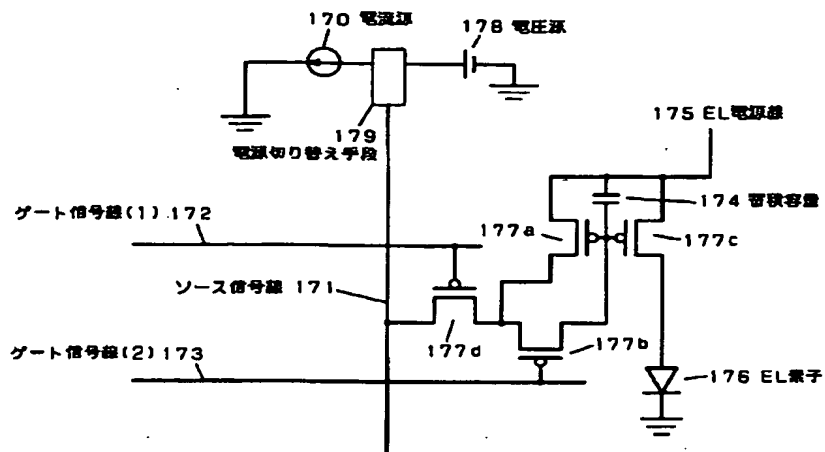 170 電流源
178 電圧源
179
電源切り替え手段
175 EL電源線
174 蓄積容量
ゲート信号線(1) 172
177a
177c
ソース信号線 171
177d
177b
ゲート信号線(2) 173
176 EL素子